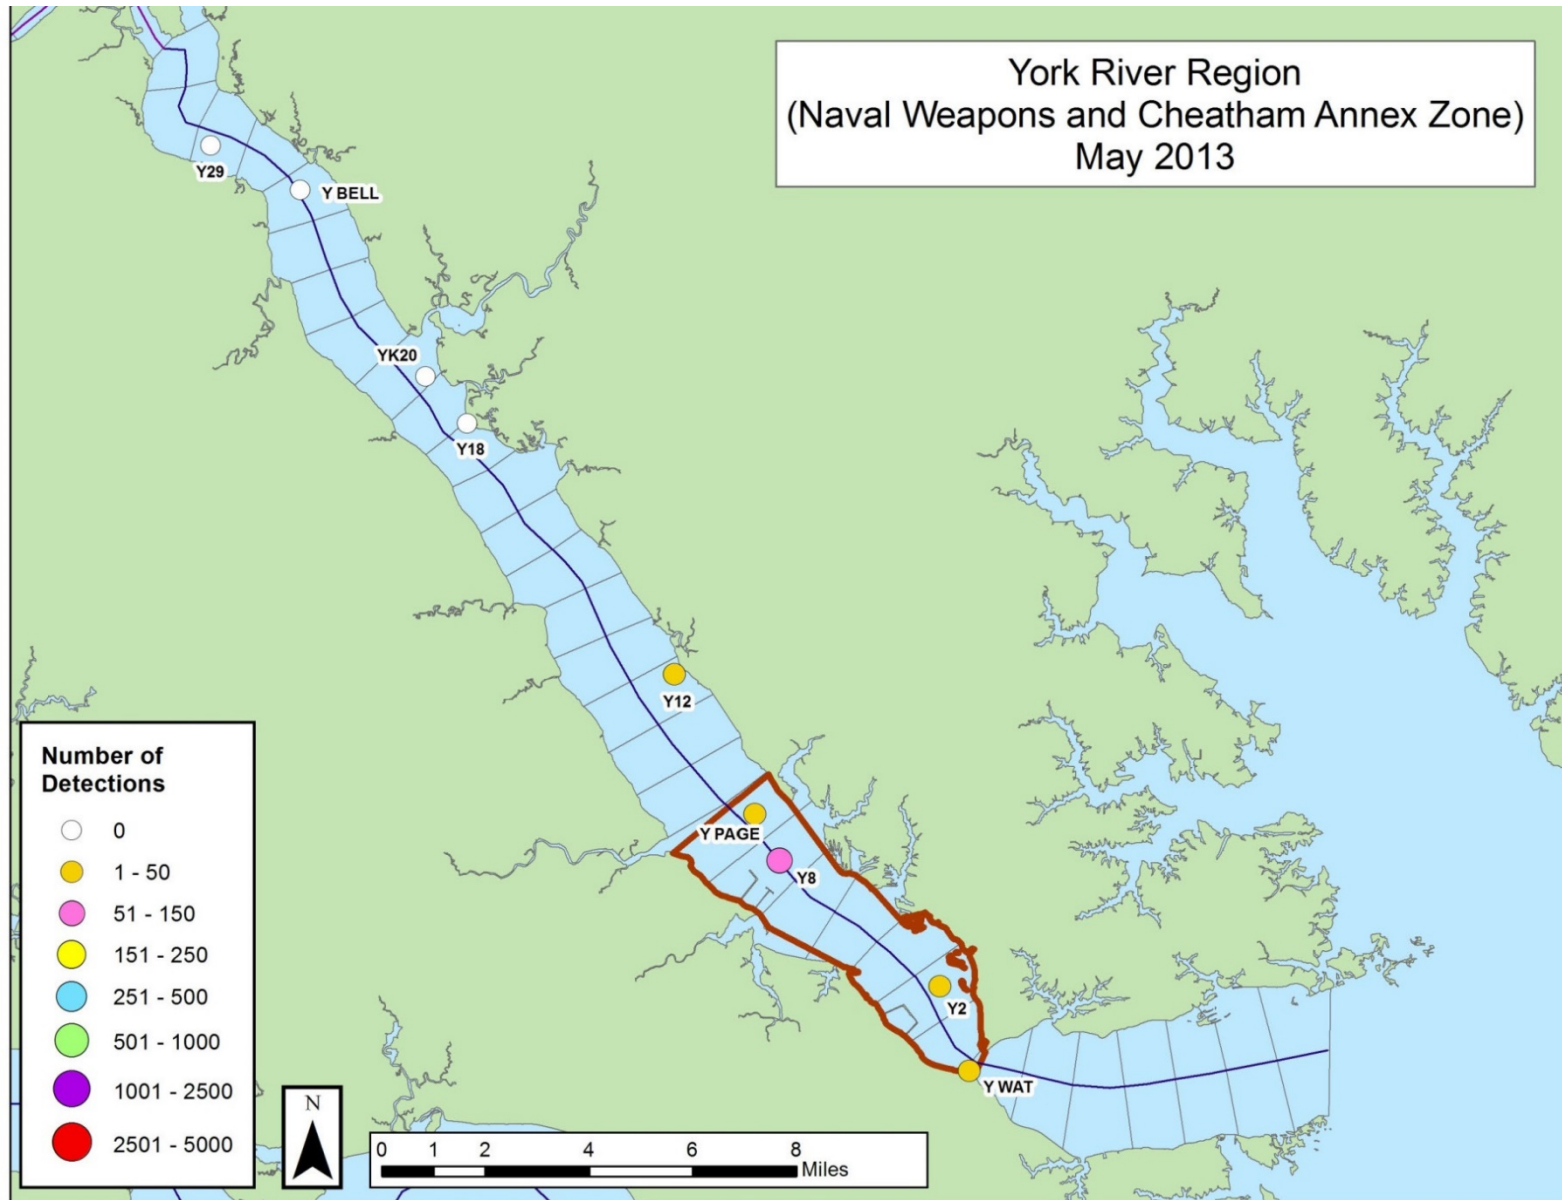 York River Region
(Naval Weapons and Cheatham Annex Zone)
May 2013
Y29
Y BELL
YK20
Y18
Y12
Y PAGE
Y8
Y2
Y WAT
Number of
Detections
0
1 - 50
51 - 150
151 - 250
251 - 500
501 - 1000
1001 - 2500
2501 - 5000
N
0 1 2 4 6 8
Miles